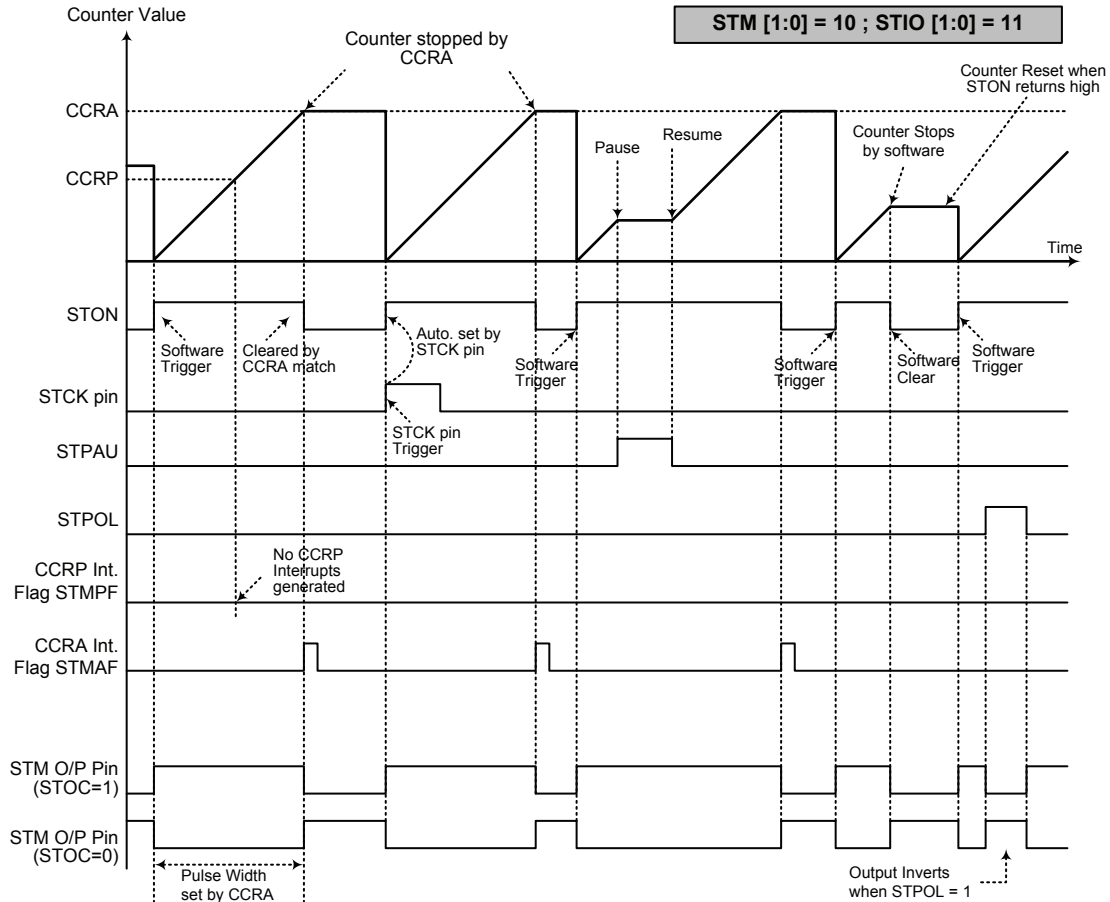 Counter Value
STM [1:0] = 10 ; STIO [1:0] = 11
Counter stopped by
CCRA
Counter Reset when
STON returns high
CCRA
Pause
Resume
Counter Stops
by software
CCRP
Time
STON
Software
Trigger
Cleared by
CCRA match
Auto. set by
STCK pin
Software
Trigger
Software
Trigger
Software
Clear
Software
Trigger
STCK pin
STCK pin
Trigger
STPAU
STPOL
No CCRP
Interrupts
generated
CCRP Int.
Flag STMPF
CCRA Int.
Flag STMAF
STM O/P Pin
(STOC=1)
STM O/P Pin
(STOC=0)
Pulse Width
set by CCRA
Output Inverts
when STPOL = 1